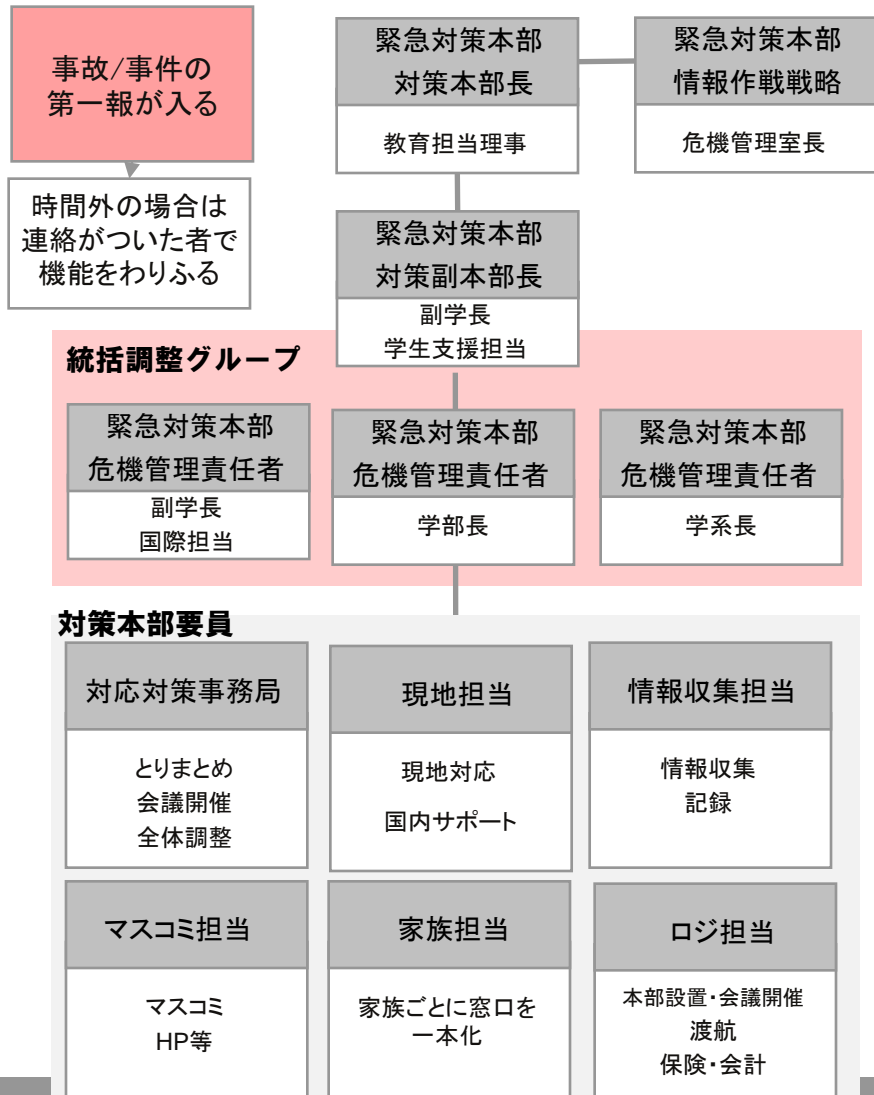 事故/事件の
第一報が入る
時間外の場合は
連絡がついた者で
機能をわりふる
緊急対策本部
対策本部長
教育担当理事
緊急対策本部
情報作戦戦略
危機管理室長
緊急対策本部
対策副本部長
副学長
学生支援担当
統括調整グループ
緊急対策本部
危機管理責任者
副学長
国際担当
緊急対策本部
危機管理責任者
学部長
緊急対策本部
危機管理責任者
学系長
対策本部要員
対応対策事務局
とりまとめ
会議開催
全体調整
現地担当
現地対応
国内サポート
情報収集担当
情報収集
記録
マスコミ担当
マスコミ
HP等
家族担当
家族ごとに窓口を
一本化
ロジ担当
本部設置・会議開催
渡航
保険・会計